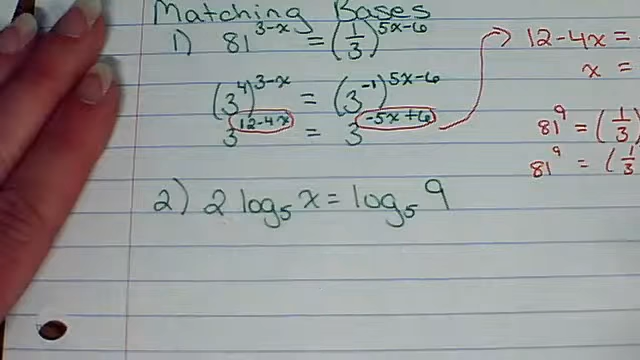 Matching Bases
1) 81^(3-x) = (1/3)^(5x-6)
(3^4)^(3-x) = (3^-1)^(5x-6)
3^(12-4x) = 3^(-5x+6)
12-4x =
x =
81^9 = (1/3)
81^9 = (1/3
2) 2 log₅ x = log₅ 9